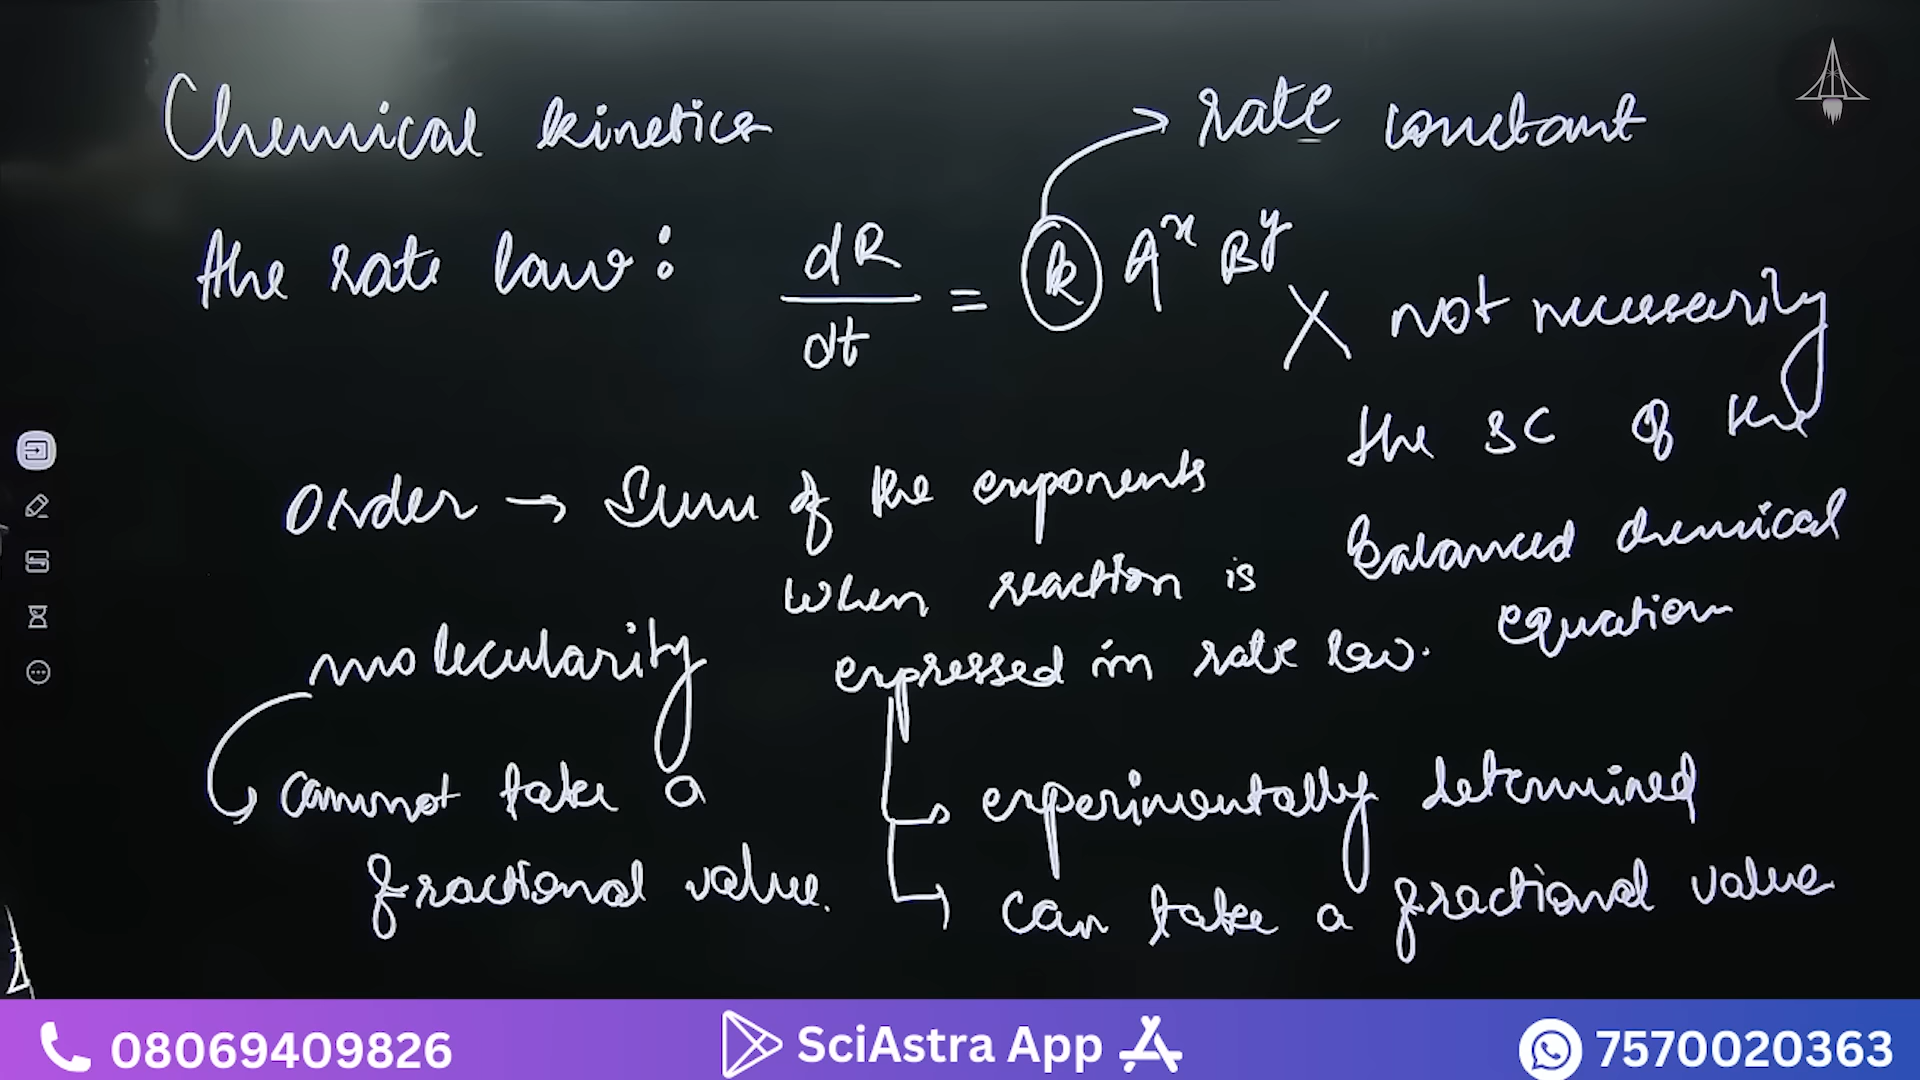 Chemical kinetics
→ rate constant
the rate law: dR/dt = k A^x B^y
X not necessarily
the SC of the
balanced chemical
equation
order → Sum of the exponents
when reaction is
expressed in rate law.
→ experimentally determined
→ can take a fractional value
molecularity
→ cannot take a
fractional value.
08069409826
SciAstra App
7570020363